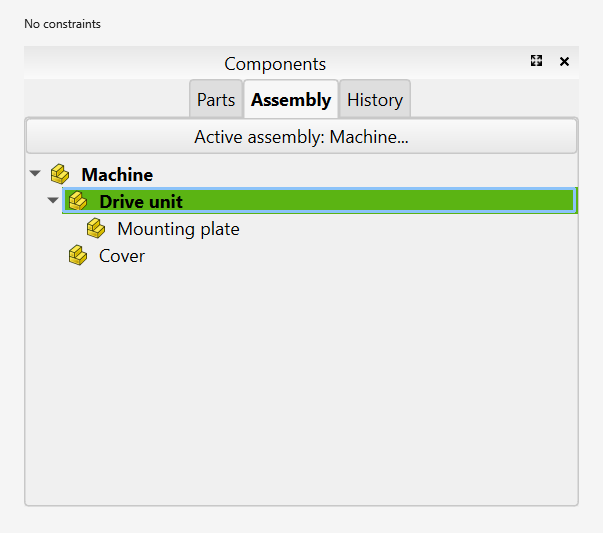 No constraints
Components
Parts Assembly History
Active assembly: Machine...
Machine
Drive unit
Mounting plate
Cover